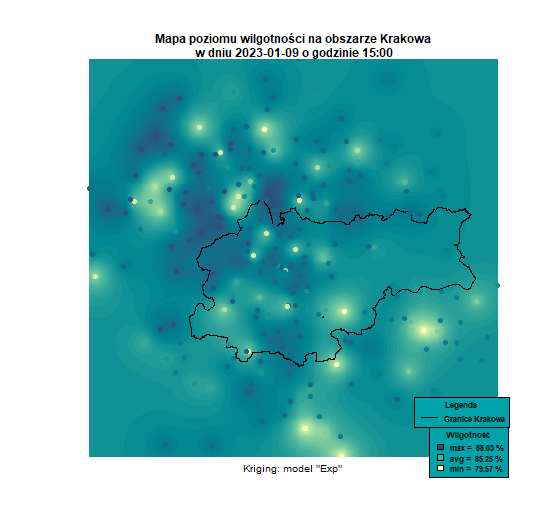 Mapa poziomu wilgotności na obszarze Krakowa
w dniu 2023-01-09 o godzinie 15:00
Legenda
Granice Krakowa
Wilgotność
max = 88.03 %
avg = 85.25 %
min = 79.57 %
Kriging: model "Exp"